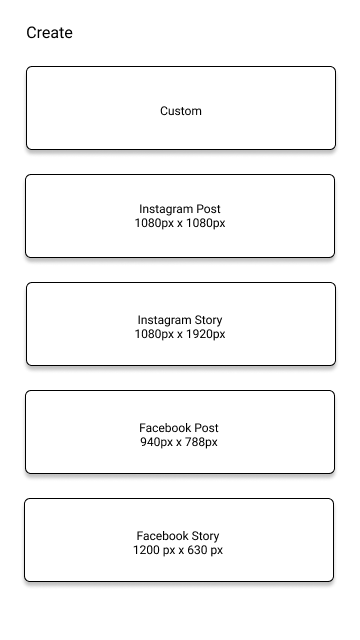 Create
Custom
Instagram Post
1080px x 1080px
Instagram Story
1080px x 1920px
Facebook Post
940px x 788px
Facebook Story
1200 px x 630 px